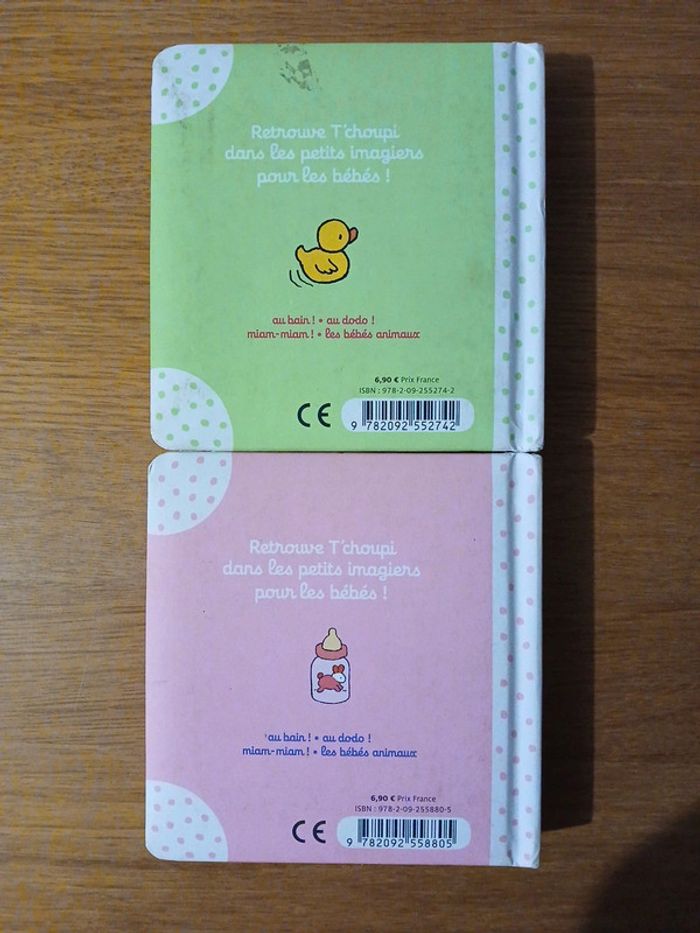 Retrouve T'choupi
dans les petits imagiers
pour les bébés !
au bain ! • au dodo !
miam-miam ! • les bébés animaux
6,90 € Prix France
ISBN : 978-2-09-255274-2
CE
9 782092 552742
Retrouve T'choupi
dans les petits imagiers
pour les bébés !
au bain ! • au dodo !
miam-miam ! • les bébés animaux
6,90 € Prix France
ISBN : 978-2-09-255880-5
CE
9 782092 558805